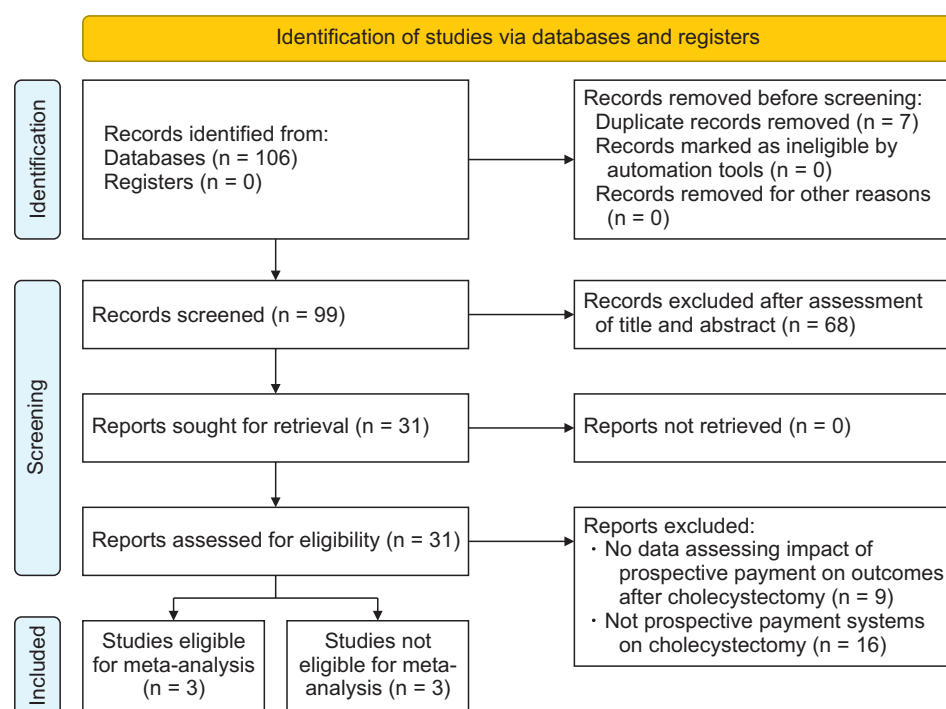 Identification of studies via databases and registers
Identification
Records identified from:
Databases (n = 106)
Registers (n = 0)
Records removed before screening:
Duplicate records removed (n = 7)
Records marked as ineligible by
automation tools (n = 0)
Records removed for other reasons
(n = 0)
Screening
Records screened (n = 99)
Records excluded after assessment
of title and abstract (n = 68)
Reports sought for retrieval (n = 31)
Reports not retrieved (n = 0)
Reports assessed for eligibility (n = 31)
Reports excluded:
· No data assessing impact of
prospective payment on outcomes
after cholecystectomy (n = 9)
· Not prospective payment systems
on cholecystectomy (n = 16)
Included
Studies eligible
for meta-analysis
(n = 3)
Studies not
eligible for meta-
analysis (n = 3)